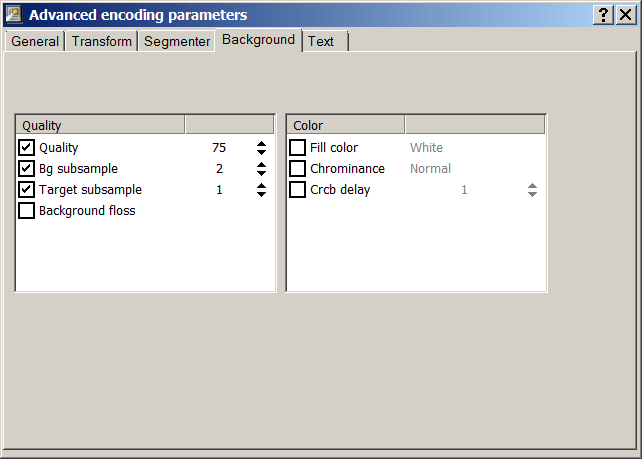 Advanced encoding parameters
General Transform Segmenter Background Text
Quality
Quality 75
Bg subsample 2
Target subsample 1
Background floss
Color
Fill color White
Chrominance Normal
Crcb delay 1